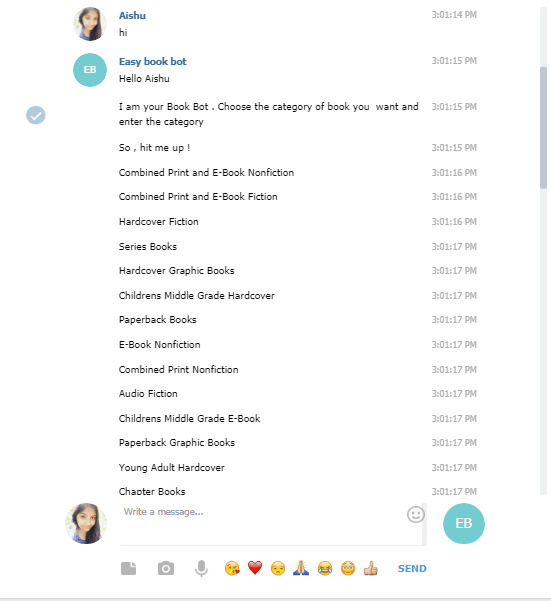 Aishu 3:01:14 PM
hi
EB
Easy book bot 3:01:15 PM
Hello Aishu
I am your Book Bot . Choose the category of book you  want and 3:01:15 PM
enter the category
So , hit me up ! 3:01:15 PM
Combined Print and E-Book Nonfiction 3:01:16 PM
Combined Print and E-Book Fiction 3:01:16 PM
Hardcover Fiction 3:01:16 PM
Series Books 3:01:17 PM
Hardcover Graphic Books 3:01:17 PM
Childrens Middle Grade Hardcover 3:01:17 PM
Paperback Books 3:01:17 PM
E-Book Nonfiction 3:01:17 PM
Combined Print Nonfiction 3:01:17 PM
Audio Fiction 3:01:17 PM
Childrens Middle Grade E-Book 3:01:17 PM
Paperback Graphic Books 3:01:17 PM
Young Adult Hardcover 3:01:17 PM
Chapter Books 3:01:17 PM
Write a message...
EB
SEND